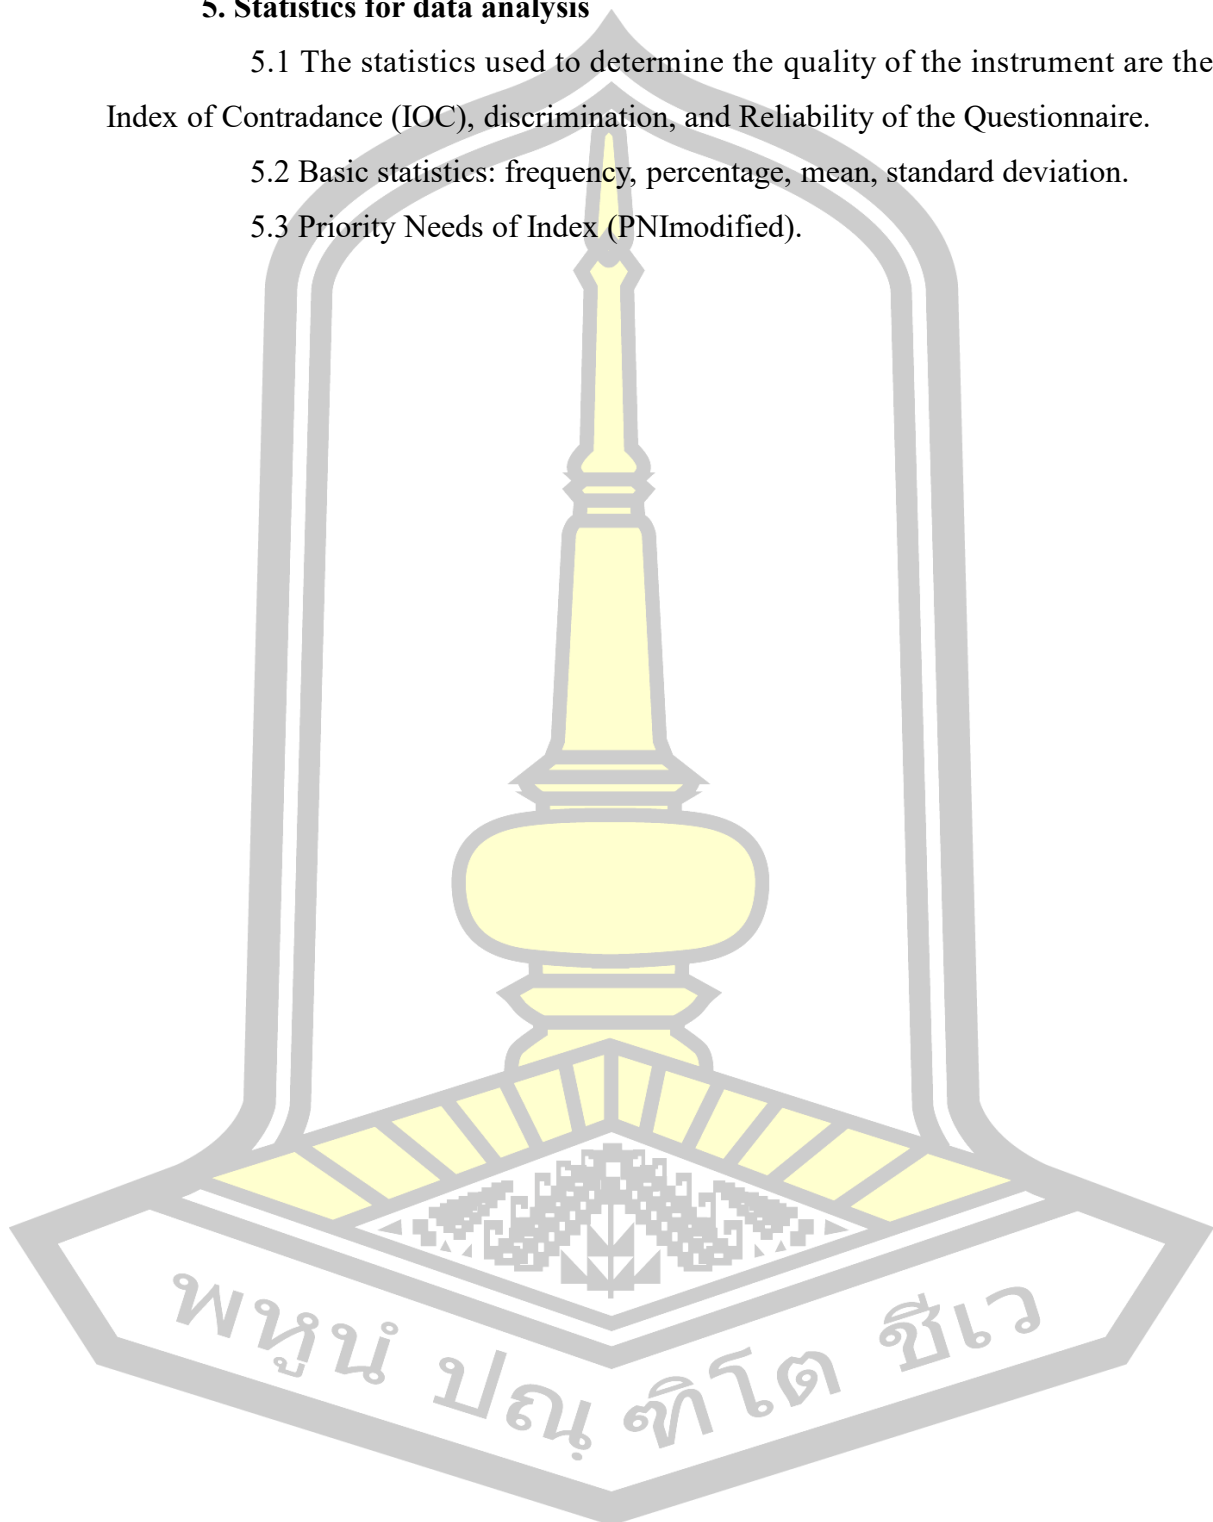 5. Statistics for data analysis
5.1 The statistics used to determine the quality of the instrument are the
Index of Contradance (IOC), discrimination, and Reliability of the Questionnaire.
5.2 Basic statistics: frequency, percentage, mean, standard deviation.
5.3 Priority Needs of Index (PNImodified).
พหูนํ ปณฺ ฑิโต ชีเว